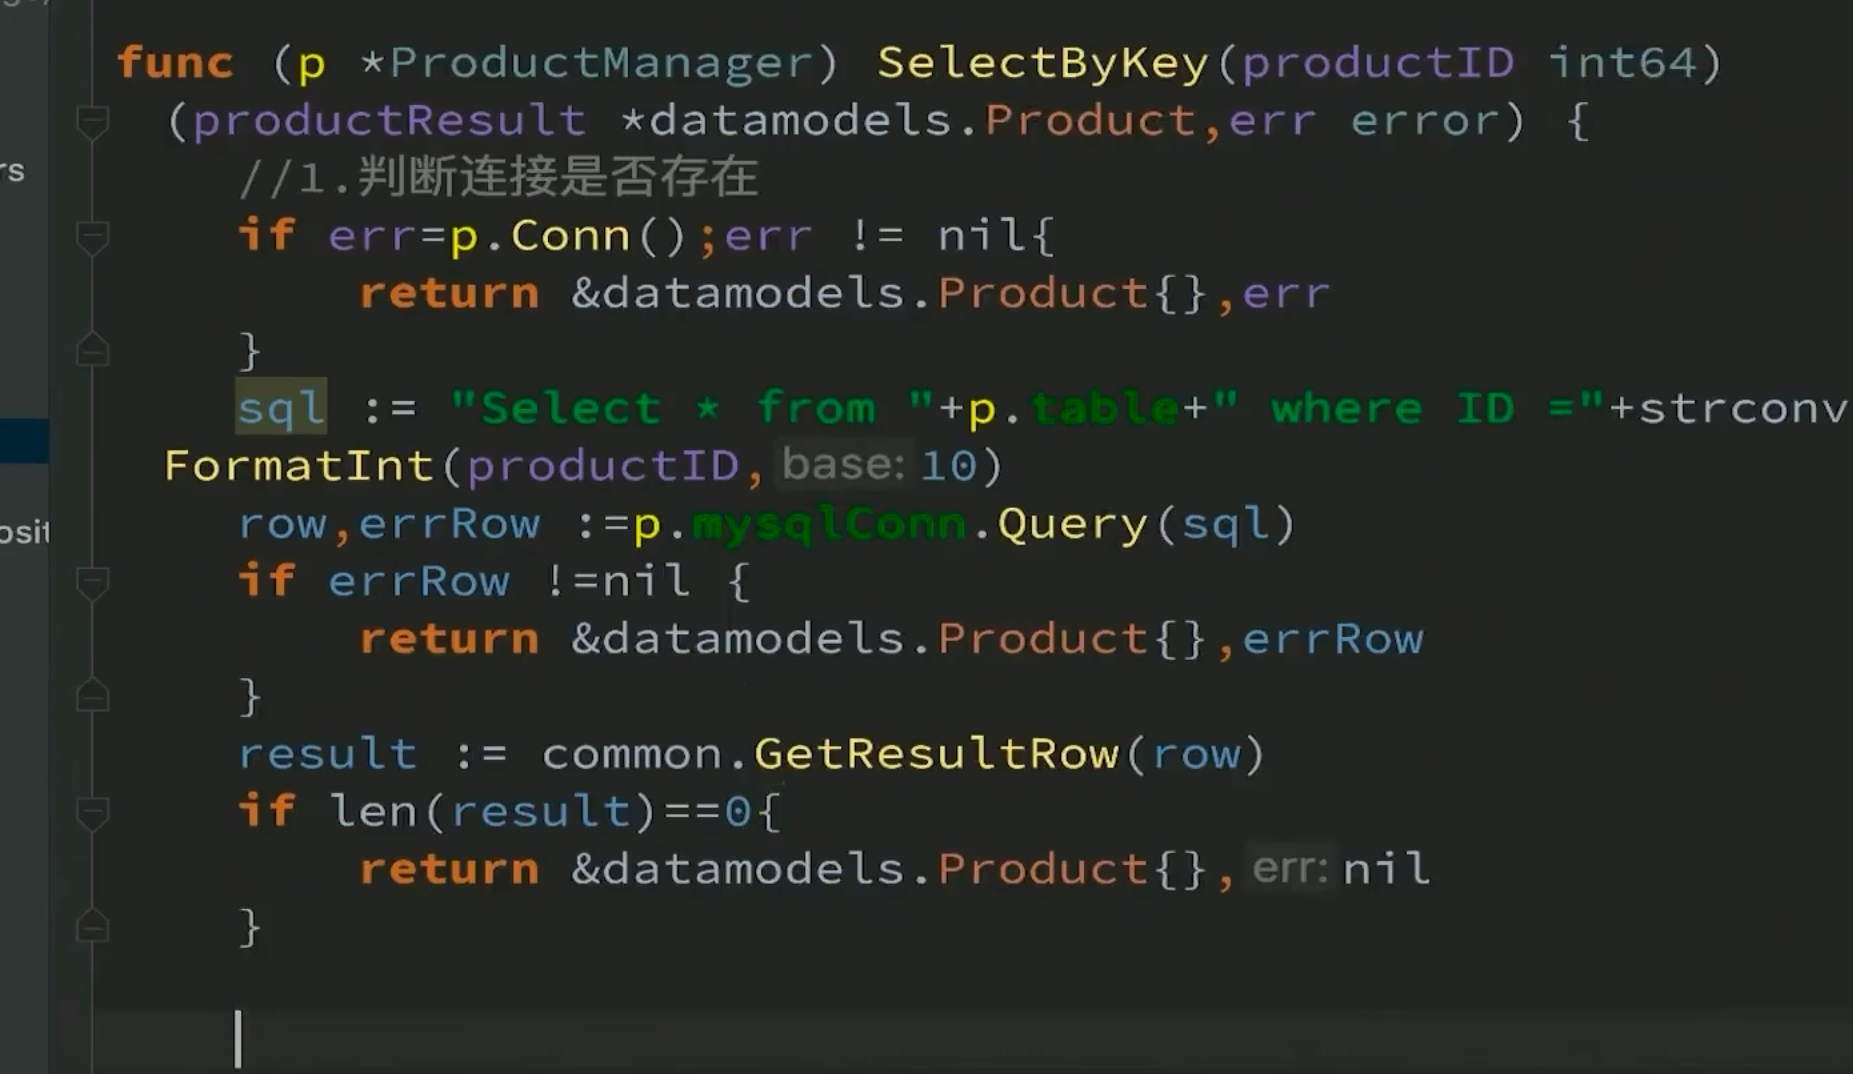 func (p *ProductManager) SelectByKey(productID int64)
(productResult *datamodels.Product,err error) {
//1.判断连接是否存在
if err=p.Conn();err != nil{
return &datamodels.Product{},err
}
sql := "Select * from "+p.table+" where ID ="+strconv
FormatInt(productID, base: 10)
row,errRow :=p.mysqlConn.Query(sql)
if errRow !=nil {
return &datamodels.Product{},errRow
}
result := common.GetResultRow(row)
if len(result)==0{
return &datamodels.Product{}, err: nil
}
rs
osit